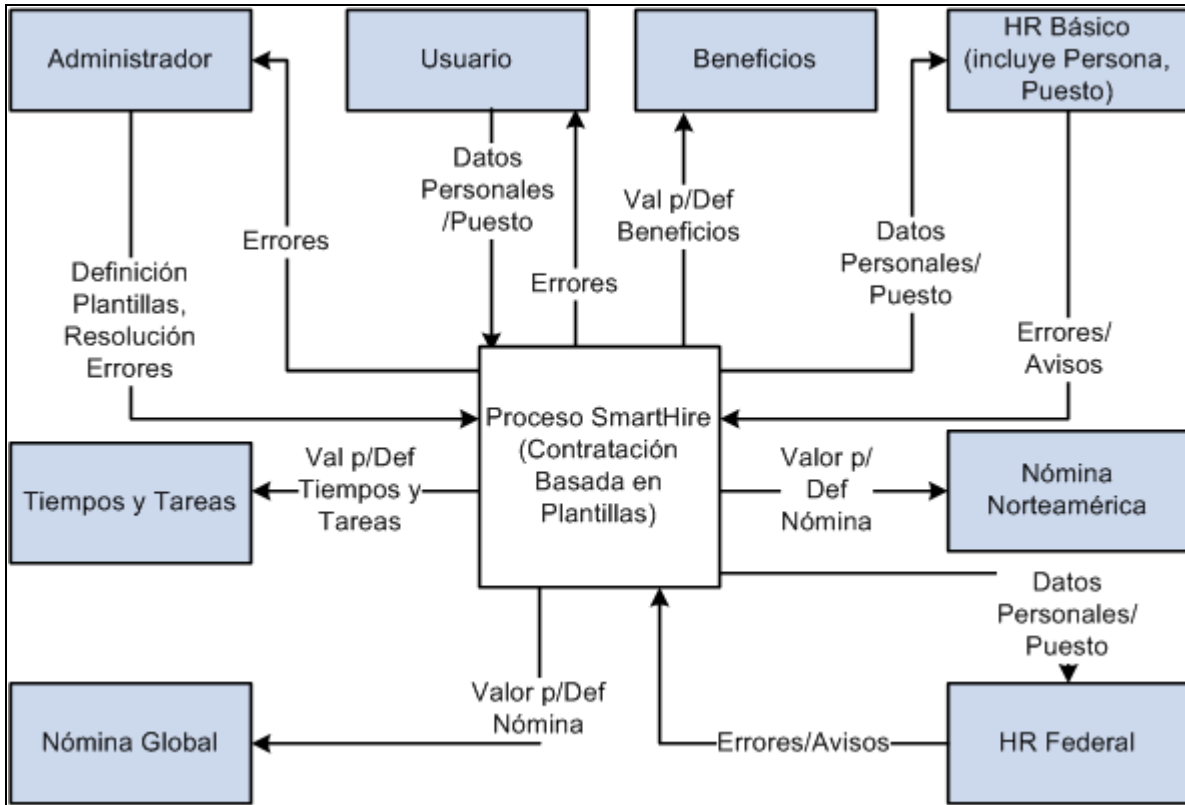 Administrador
Usuario
Beneficios
HR Básico
(incluye Persona,
Puesto)
Datos
Personales
/Puesto
Val p/Def
Beneficios
Errores
Errores
Datos
Personales/
Puesto
Definición
Plantillas,
Resolución
Errores
Errores/
Avisos
Proceso SmartHire
(Contratación
Basada en
Plantillas)
Tiempos y Tareas
Val p/Def
Tiempos y
Tareas
Valor p/
Def
Nómina
Nómina
Norteamérica
Datos
Personales/
Puesto
Nómina Global
Valor p/Def
Nómina
Errores/Avisos
HR Federal